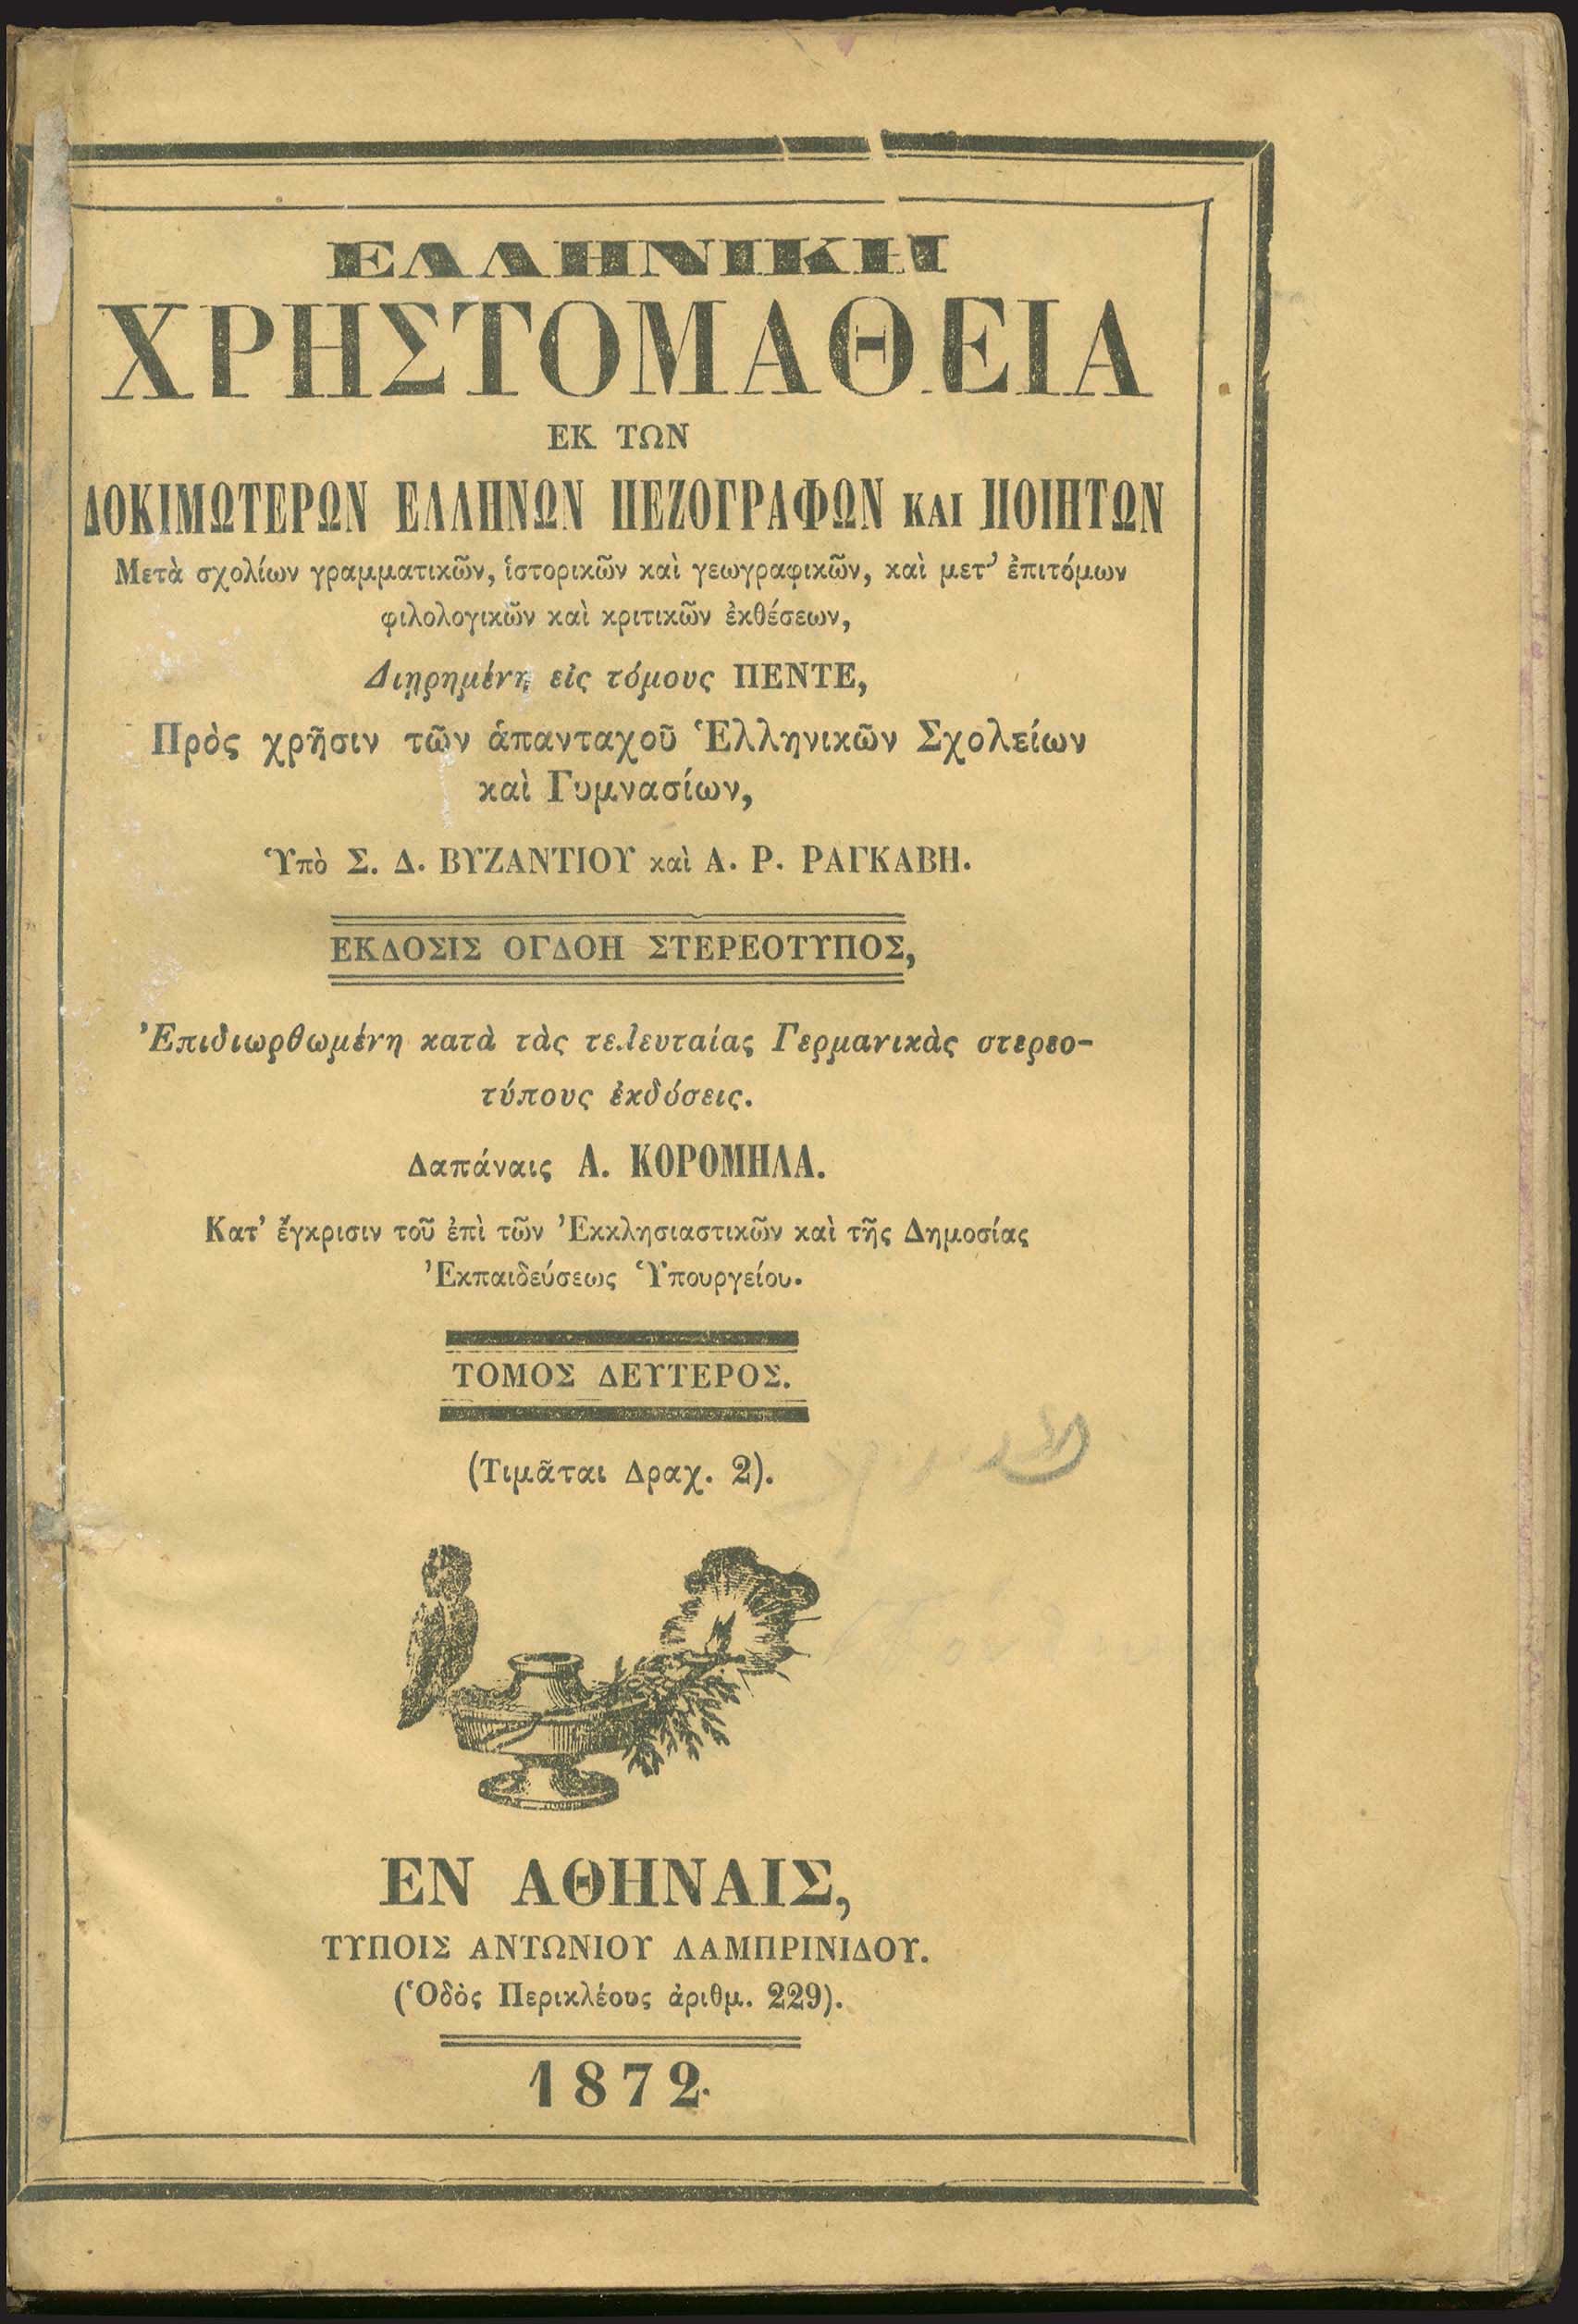 ΕΛΛΗΝΙΚΗ
ΧΡΗΣΤΟΜΑΘΕΙΑ
ΕΚ ΤΩΝ
ΔΟΚΙΜΩΤΕΡΩΝ ΕΛΛΗΝΩΝ ΠΕΖΟΓΡΑΦΩΝ ΚΑΙ ΠΟΙΗΤΩΝ
Μετὰ σχολίων γραμματικῶν, ἱστορικῶν καὶ γεωγραφικῶν, καὶ μετ’ ἐπιτόμων
φιλολογικῶν καὶ κριτικῶν ἐκθέσεων,
Διῃρημένη εἰς τόμους ΠΕΝΤΕ,
Πρὸς χρῆσιν τῶν ἁπανταχοῦ Ἑλληνικῶν Σχολείων
καὶ Γυμνασίων,
Ὑπὸ Σ. Δ. ΒΥΖΑΝΤΙΟΥ καὶ Α. Ρ. ΡΑΓΚΑΒΗ.
ΕΚΔΟΣΙΣ ΟΓΔΟΗ ΣΤΕΡΕΟΤΥΠΟΣ,
Ἐπιδιωρθωμένη κατὰ τὰς τελευταίας Γερμανικὰς στερεο-
τύπους ἐκδόσεις.
Δαπάναις Α. ΚΟΡΟΜΗΛΑ.
Κατ’ ἔγκρισιν τοῦ ἐπὶ τῶν Ἐκκλησιαστικῶν καὶ τῆς Δημοσίας
Ἐκπαιδεύσεως Ὑπουργείου.
ΤΟΜΟΣ ΔΕΥΤΕΡΟΣ.
(Τιμᾶται Δραχ. 2).
ΕΝ ΑΘΗΝΑΙΣ,
ΤΥΠΟΙΣ ΑΝΤΩΝΙΟΥ ΛΑΜΠΡΙΝΙΔΟΥ.
(Ὁδὸς Περικλέους ἀριθμ. 229).
1872.